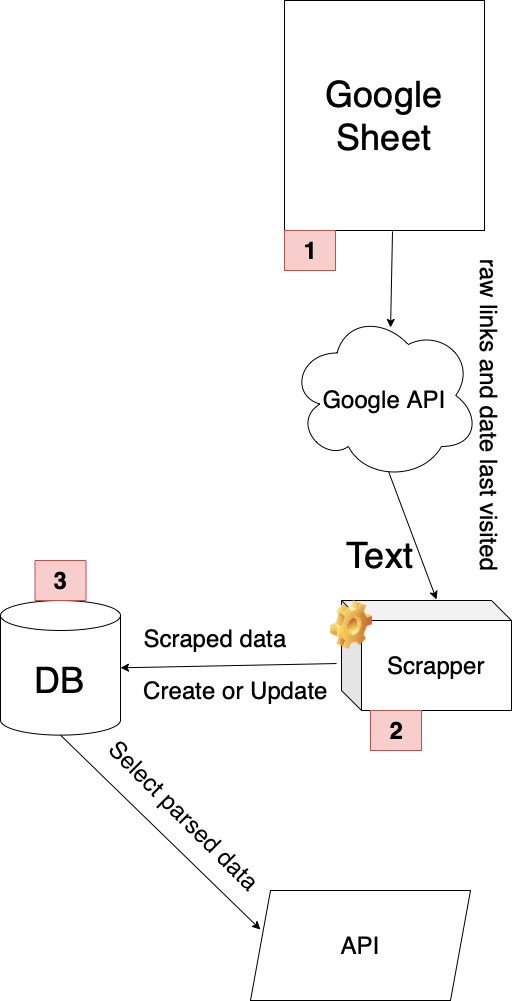 Google
Sheet
1
raw links and date last visited
Google API
Text
3
Scraped data
DB
Scrapper
Create or Update
2
Select parsed data
API